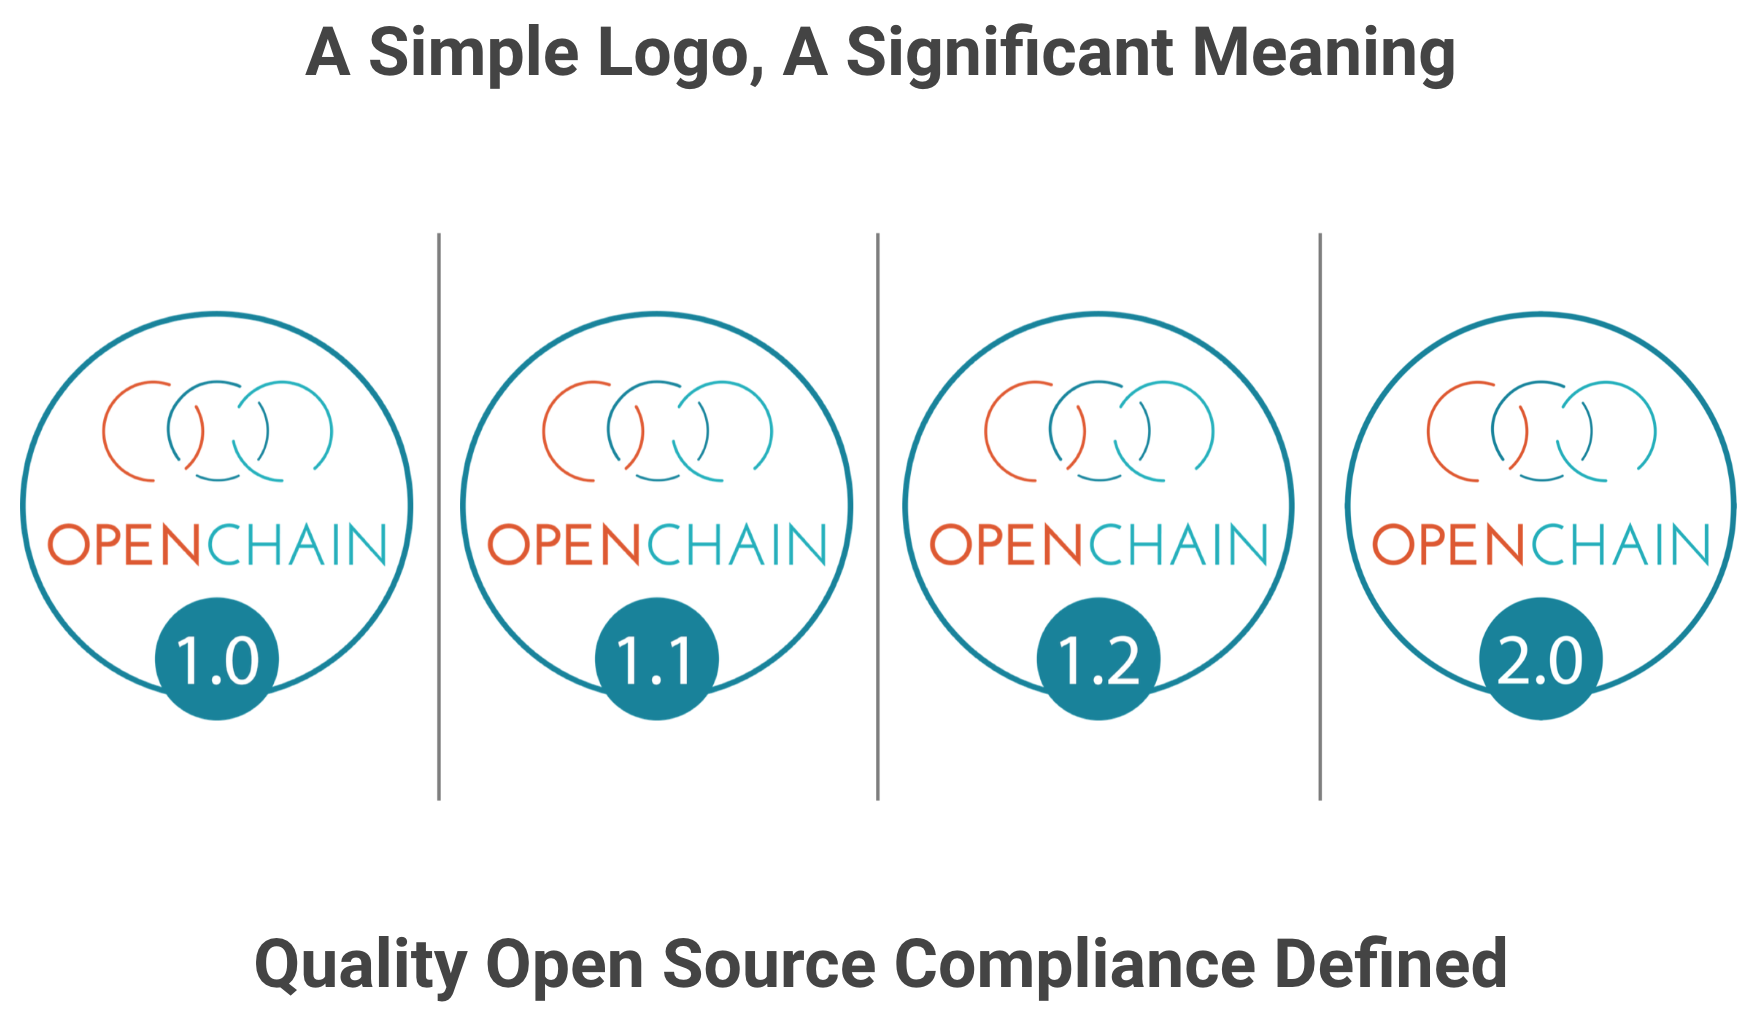 A Simple Logo, A Significant Meaning
OPENCHAIN
1.0
OPENCHAIN
1.1
OPENCHAIN
1.2
OPENCHAIN
2.0
Quality Open Source Compliance Defined